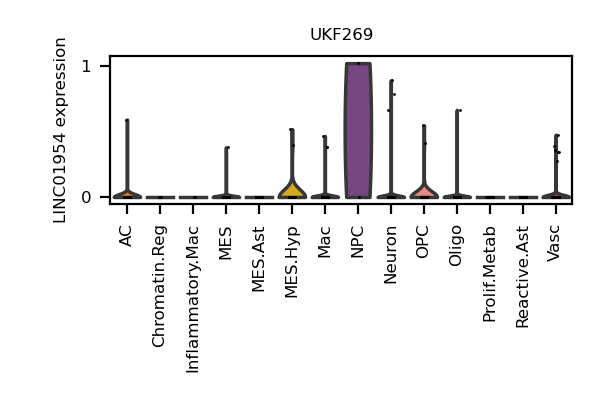 UKF269
LINC01954 expression
1
0
AC
Chromatin.Reg
Inflammatory.Mac
MES
MES.Ast
MES.Hyp
Mac
NPC
Neuron
OPC
Oligo
Prolif.Metab
Reactive.Ast
Vasc